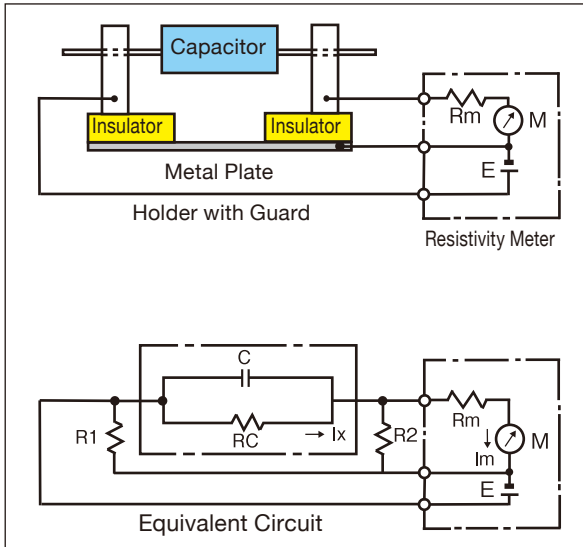 Capacitor
Insulator
Insulator
Rm
M
E
Metal Plate
Holder with Guard
Resistivity Meter
C
RC
→ Ix
R1
R2
Rm
↓
Im
M
E
Equivalent Circuit